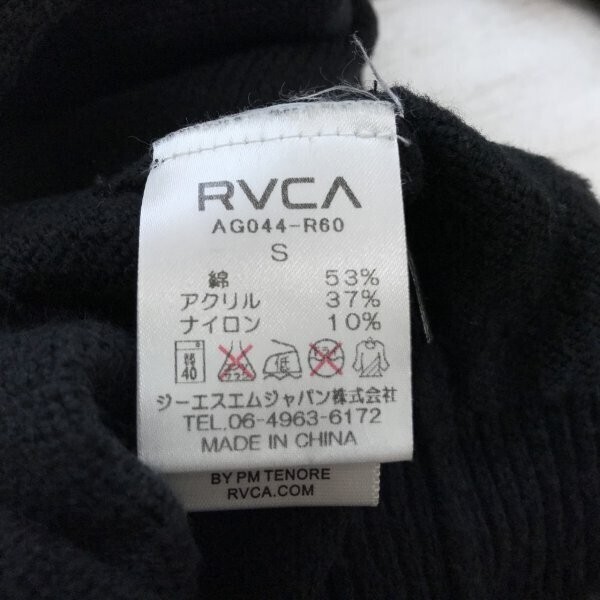 RVCA
AG044-R60
S
綿 53%
アクリル 37%
ナイロン 10%
40 低
ジーエスエムジャパン株式会社
TEL.06-4963-6172
MADE IN CHINA
BY PM TENORE
RVCA.COM